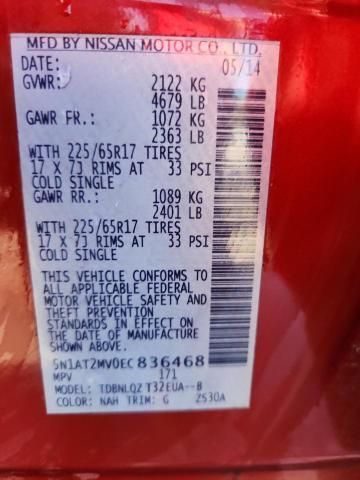 MFD BY NISSAN MOTOR CO., LTD.
DATE: 05/14
GVWR: 2122 KG
4679 LB
GAWR FR.: 1072 KG
2363 LB
WITH 225/65R17 TIRES
17 X 7J RIMS AT 33 PSI
COLD SINGLE
GAWR RR.: 1089 KG
2401 LB
WITH 225/65R17 TIRES
17 X 7J RIMS AT 33 PSI
COLD SINGLE
THIS VEHICLE CONFORMS TO
ALL APPLICABLE FEDERAL
MOTOR VEHICLE SAFETY AND
THEFT PREVENTION
STANDARDS IN EFFECT ON
THE DATE OF MANUFACTURE
SHOWN ABOVE.
5N1AT2MV0EC836468
MPV 171
MODEL: TDBNLQZ T32EUA--B
COLOR: NAH TRIM: G 2530A